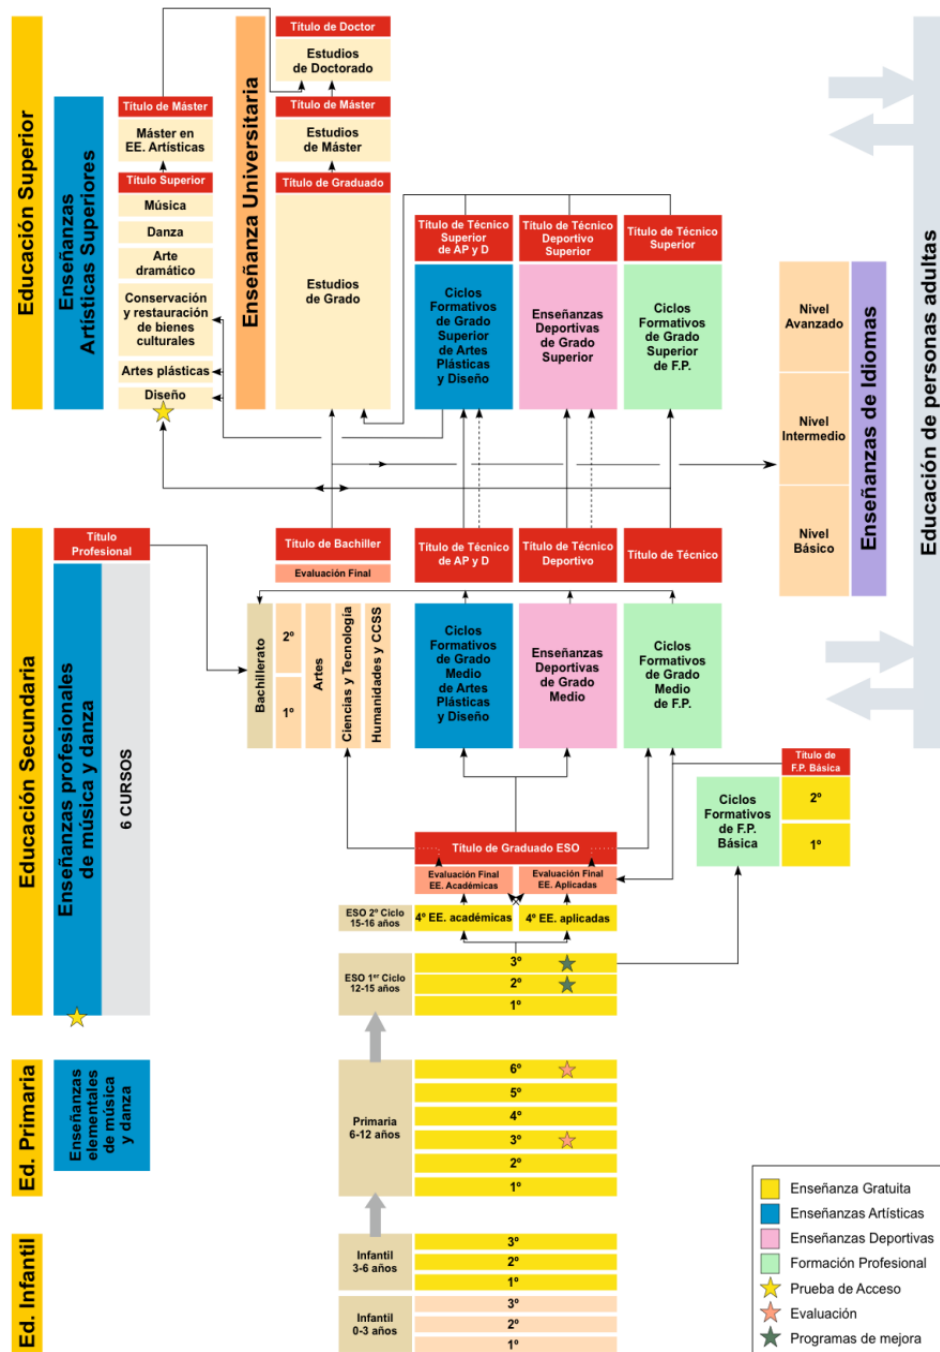 Educación Superior
Enseñanzas
Artísticas Superiores
Título de Máster
Máster en
EE. Artísticas
Título Superior
Música
Danza
Arte
dramático
Conservación
y restauración
de bienes
culturales
Artes plásticas
Diseño
Enseñanza Universitaria
Título de Doctor
Estudios
de Doctorado
Título de Máster
Estudios
de Máster
Título de Graduado
Estudios
de Grado
Título de Técnico
Superior
de AP y D
Ciclos
Formativos
de Grado
Superior
de Artes
Plásticas
y Diseño
Título de Técnico
Deportivo
Superior
Enseñanzas
Deportivas
de Grado
Superior
Título de Técnico
Superior
Ciclos
Formativos
de Grado
Superior
de F.P.
Nivel
Avanzado
Nivel
Intermedio
Nivel
Básico
Enseñanzas de Idiomas
Educación de personas adultas
Educación Secundaria
Título
Profesional
Enseñanzas profesionales
de música y danza
6 CURSOS
Título de Bachiller
Evaluación Final
Bachillerato
2º
1º
Artes
Ciencias y Tecnología
Humanidades y CCSS
Título de Técnico
de AP y D
Ciclos
Formativos
de Grado
Medio
de Artes
Plásticas
y Diseño
Título de Técnico
Deportivo
Enseñanzas
Deportivas
de Grado
Medio
Título de Técnico
Ciclos
Formativos
de Grado
Medio
de F.P.
Título de
F.P. Básica
Ciclos
Formativos
de F.P.
Básica
2º
1º
Título de Graduado ESO
Evaluación Final
EE. Académicas
Evaluación Final
EE. Aplicadas
ESO 2º Ciclo
15-16 años
4º EE. académicas
4º EE. aplicadas
ESO 1er Ciclo
12-15 años
3º
2º
1º
Ed. Primaria
Enseñanzas
elementales
de música
y danza
Primaria
6-12 años
6º
5º
4º
3º
2º
1º
Ed. Infantil
Infantil
3-6 años
3º
2º
1º
Infantil
0-3 años
3º
2º
1º
Enseñanza Gratuita
Enseñanzas Artísticas
Enseñanzas Deportivas
Formación Profesional
Prueba de Acceso
Evaluación
Programas de mejora